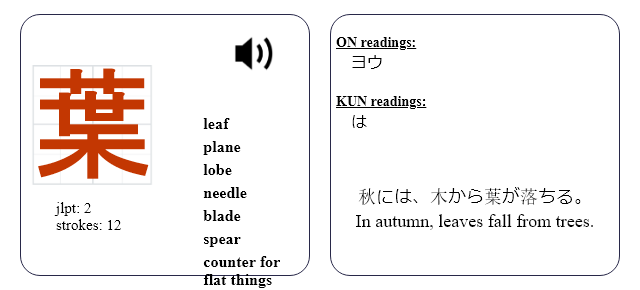 葉
leaf
plane
lobe
needle
blade
spear
counter for
flat things
jlpt: 2
strokes: 12
ON readings:
ヨウ
KUN readings:
は
秋には、木から葉が落ちる。
In autumn, leaves fall from trees.